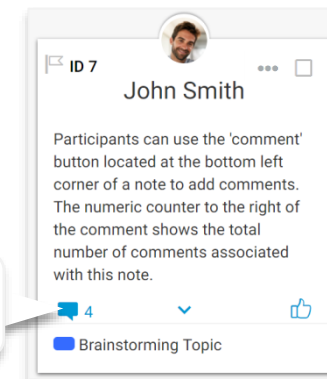 ID 7
John Smith
Participants can use the 'comment'
button located at the bottom left
corner of a note to add comments.
The numeric counter to the right of
the comment shows the total
number of comments associated
with this note.
4
Brainstorming Topic